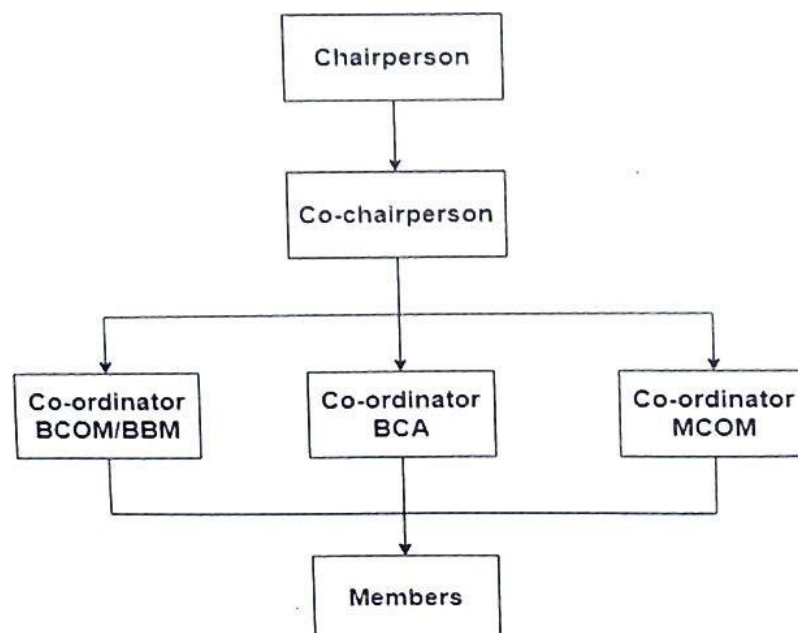 Chairperson
Co-chairperson
Co-ordinator
BCOM/BBM
Co-ordinator
BCA
Co-ordinator
MCOM
Members